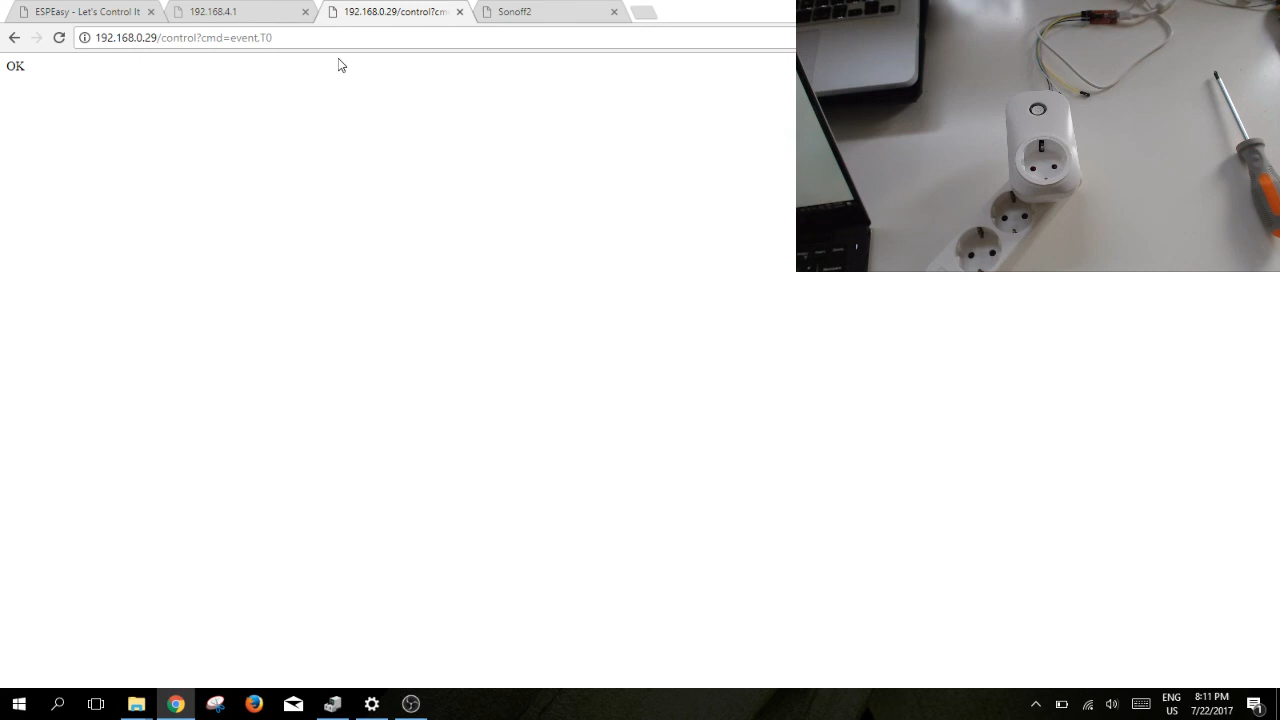 ESPEasy - Let's Control It
192.168.4.1
192.168.0.29/control?cm
Sonoff2
192.168.0.29/control?cmd=event,T0
OK
ENG
US
8:11 PM
7/22/2017
1